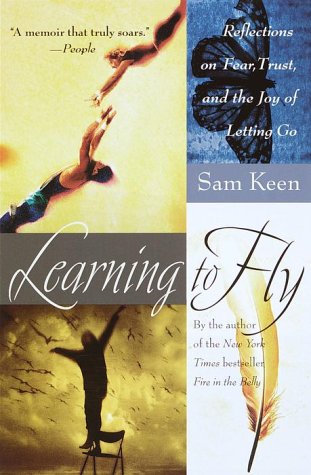 "A memoir that truly soars."
—People
Reflections
on Fear, Trust,
and the Joy of
Letting Go
Sam Keen
Learning to Fly
By the author
of the New York
Times bestseller
Fire in the Belly